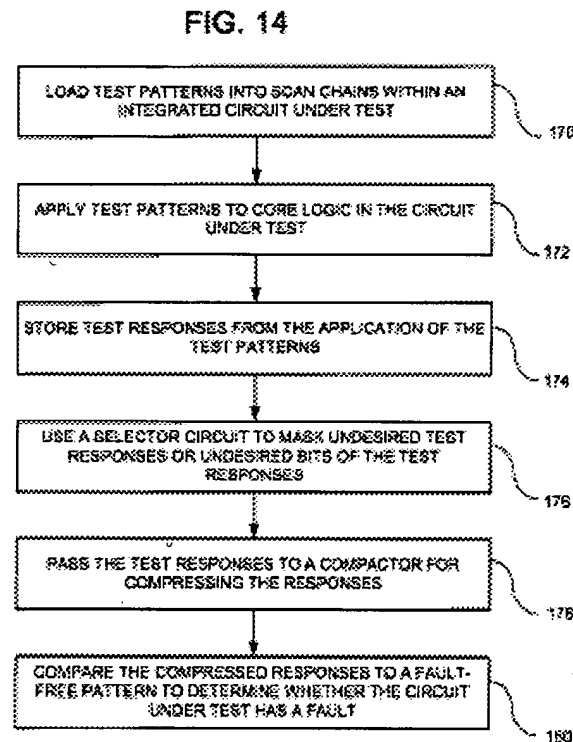 FIG. 14
LOAD TEST PATTERNS INTO SCAN CHAINS WITHIN AN
INTEGRATED CIRCUIT UNDER TEST
170
APPLY TEST PATTERNS TO CORE LOGIC IN THE CIRCUIT
UNDER TEST
172
STORE TEST RESPONSES FROM THE APPLICATION OF THE
TEST PATTERNS
174
USE A SELECTOR CIRCUIT TO MASK UNDESIRED TEST
RESPONSES OR UNDESIRED BITS OF THE TEST
RESPONSES
176
PASS THE TEST RESPONSES TO A COMPACTOR FOR
COMPRESSING THE RESPONSES
178
COMPARE THE COMPRESSED RESPONSES TO A FAULT-
FREE PATTERN TO DETERMINE WHETHER THE CIRCUIT
UNDER TEST HAS A FAULT
180